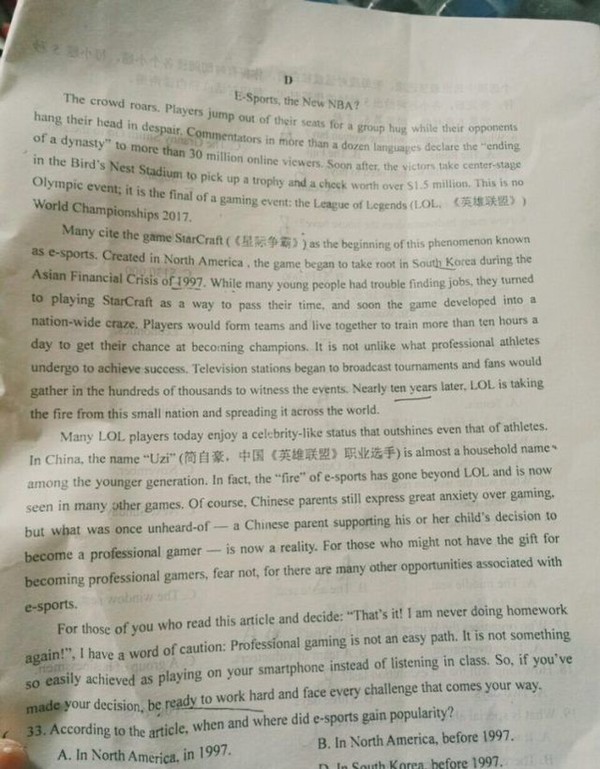 D
E-Sports, the New NBA?
The crowd roars. Players jump out of their seats for a group hug while their opponents
hang their head in despair. Commentators in more than a dozen languages declare the “ending
of a dynasty” to more than 30 million online viewers. Soon after, the victors take center-stage
in the Bird’s Nest Stadium to pick up a trophy and a check worth over $1.5 million. This is no
Olympic event; it is the final of a gaming event: the League of Legends (LOL, 《英雄联盟》)
World Championships 2017.
Many cite the game StarCraft (《星际争霸》) as the beginning of this phenomenon known
as e-sports. Created in North America , the game began to take root in South Korea during the
Asian Financial Crisis of 1997. While many young people had trouble finding jobs, they turned
to playing StarCraft as a way to pass their time, and soon the game developed into a
nation-wide craze. Players would form teams and live together to train more than ten hours a
day to get their chance at becoming champions. It is not unlike what professional athletes
undergo to achieve success. Television stations began to broadcast tournaments and fans would
gather in the hundreds of thousands to witness the events. Nearly ten years later, LOL is taking
the fire from this small nation and spreading it across the world.
Many LOL players today enjoy a celebrity-like status that outshines even that of athletes.
In China, the name “Uzi” (简自豪，中国《英雄联盟》职业选手) is almost a household name
among the younger generation. In fact, the “fire” of e-sports has gone beyond LOL and is now
seen in many other games. Of course, Chinese parents still express great anxiety over gaming,
but what was once unheard-of — a Chinese parent supporting his or her child’s decision to
become a professional gamer — is now a reality. For those who might not have the gift for
becoming professional gamers, fear not, for there are many other opportunities associated with
e-sports.
For those of you who read this article and decide: “That’s it! I am never doing homework
again!”, I have a word of caution: Professional gaming is not an easy path. It is not something
so easily achieved as playing on your smartphone instead of listening in class. So, if you’ve
made your decision, be ready to work hard and face every challenge that comes your way.
33. According to the article, when and where did e-sports gain popularity?
A. In North America, in 1997.
B. In North America, before 1997.
D. In South Korea, before 1997.